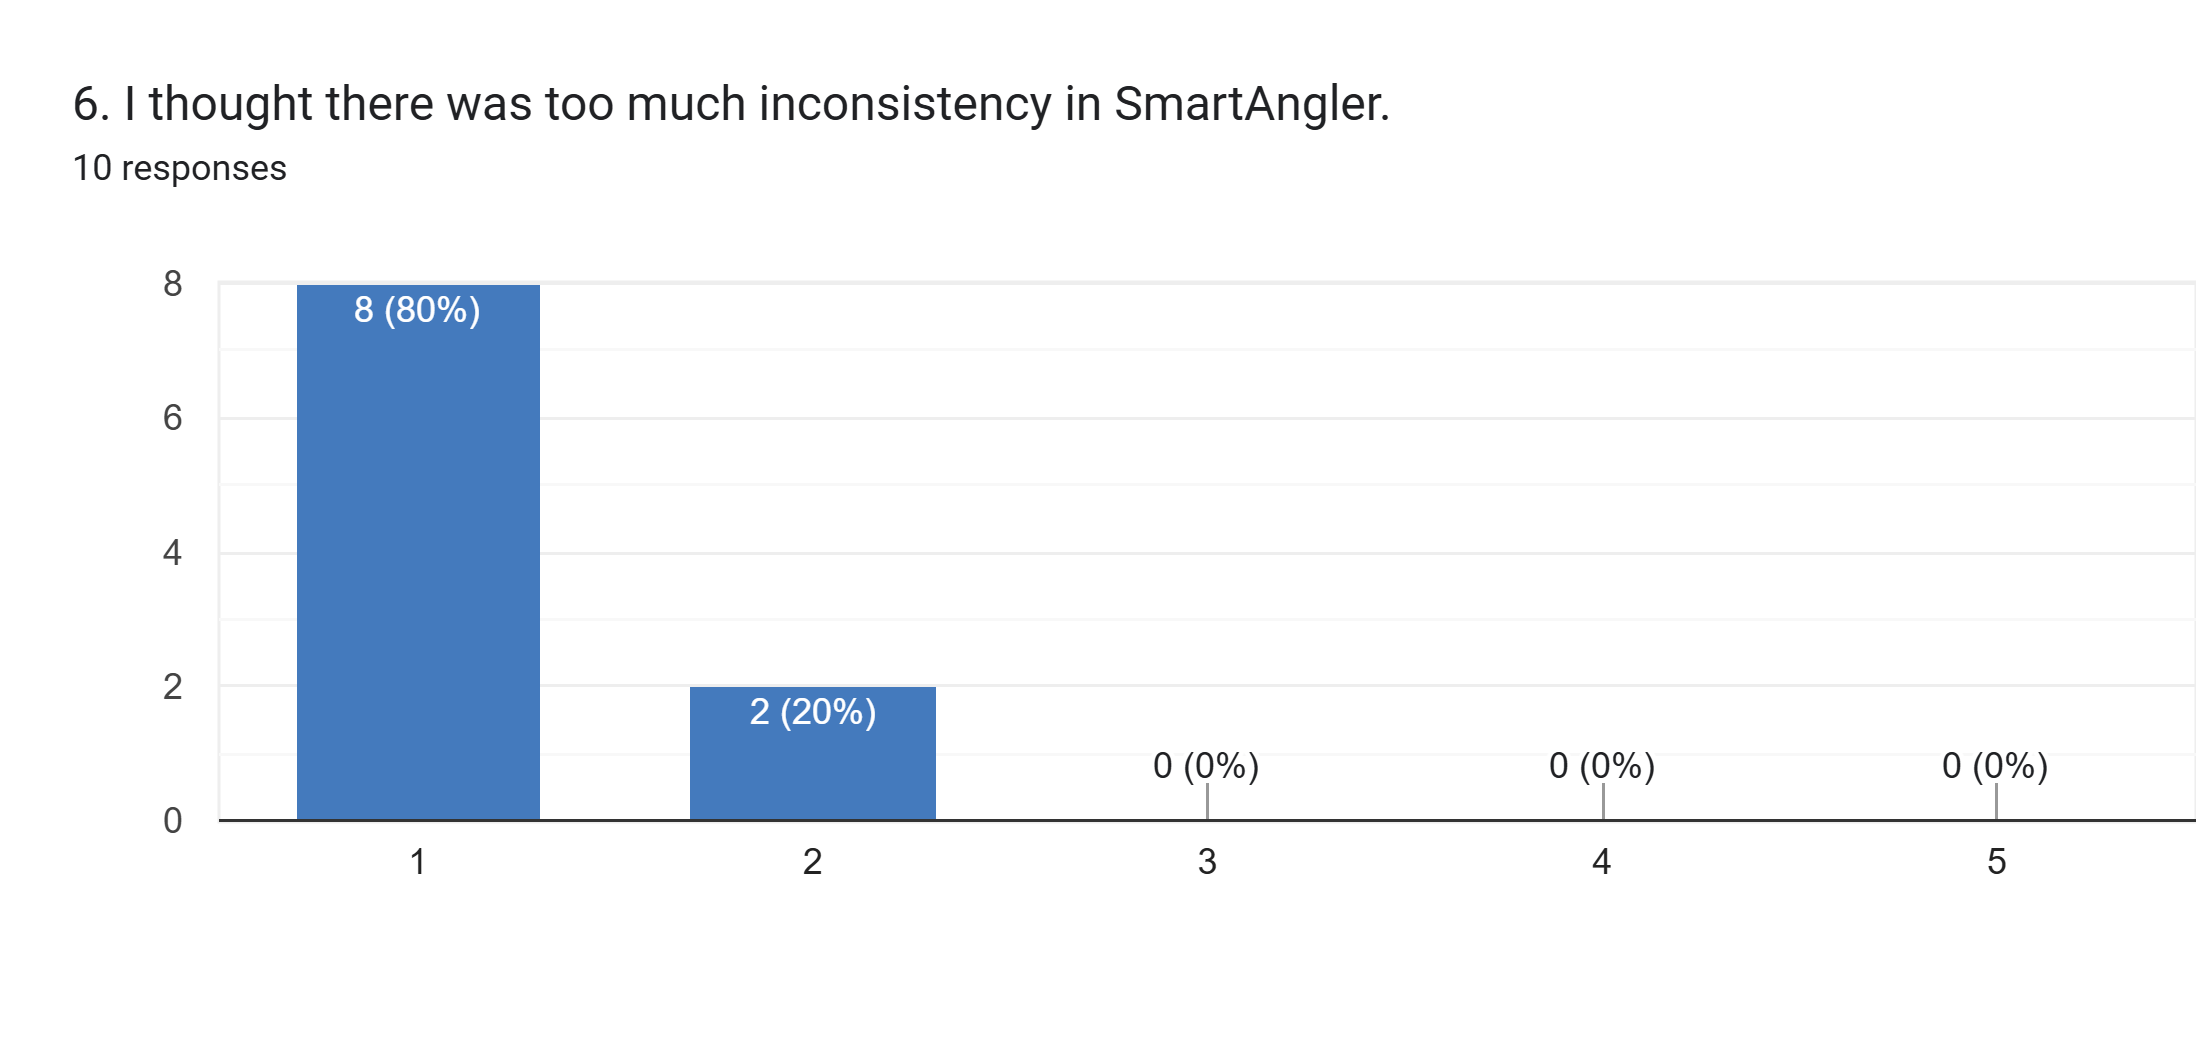 6. I thought there was too much inconsistency in SmartAngler.
10 responses
8
8 (80%)
6
4
2
2 (20%)
0 (0%) 0 (0%) 0 (0%)
0
1 2 3 4 5